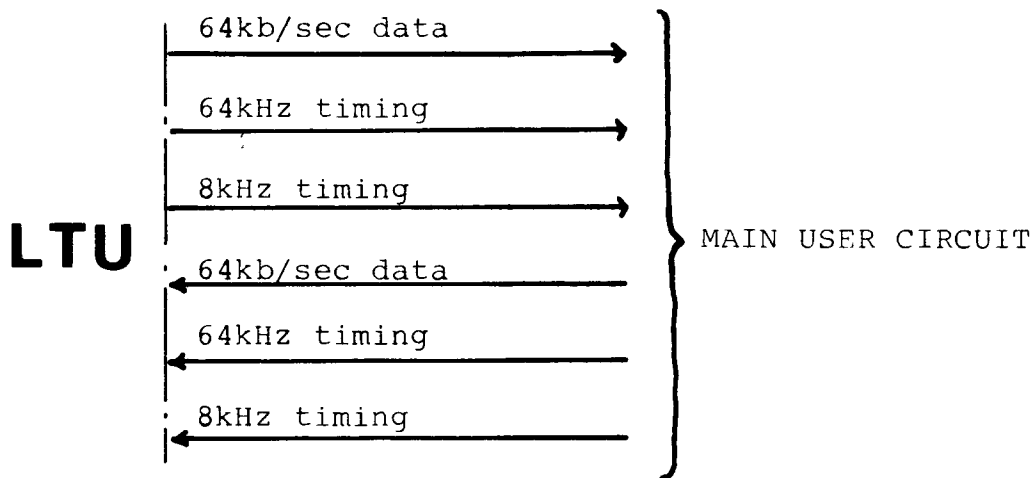 64kb/sec data
64kHz timing
8kHz timing
LTU
MAIN USER CIRCUIT
64kb/sec data
64kHz timing
8kHz timing